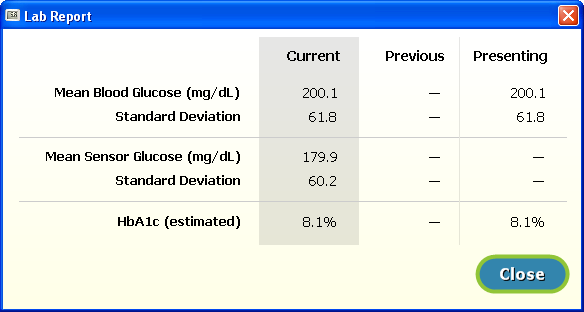 Lab Report
Current Previous Presenting
Mean Blood Glucose (mg/dL) 200.1 — 200.1
Standard Deviation 61.8 — 61.8
Mean Sensor Glucose (mg/dL) 179.9 — —
Standard Deviation 60.2 — —
HbA1c (estimated) 8.1% — 8.1%
Close